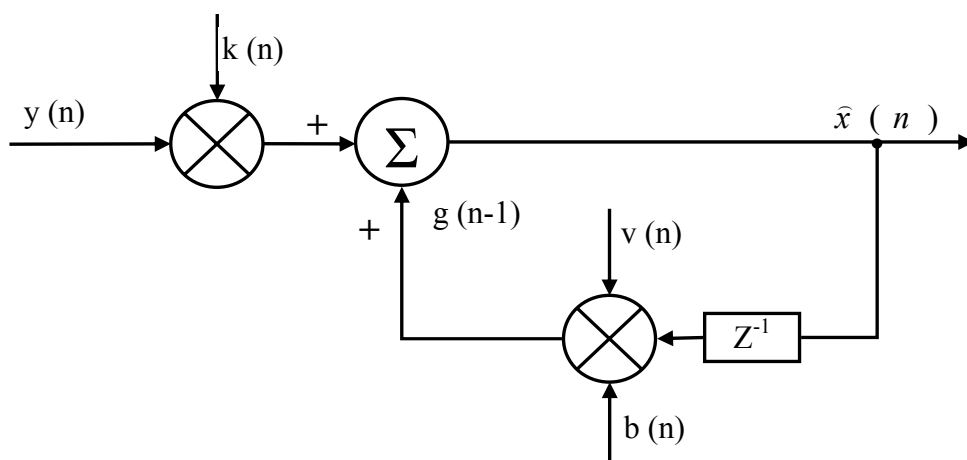 k (n)
y (n)
+
Σ
x̂ ( n )
+
g (n-1)
v (n)
Z⁻¹
b (n)